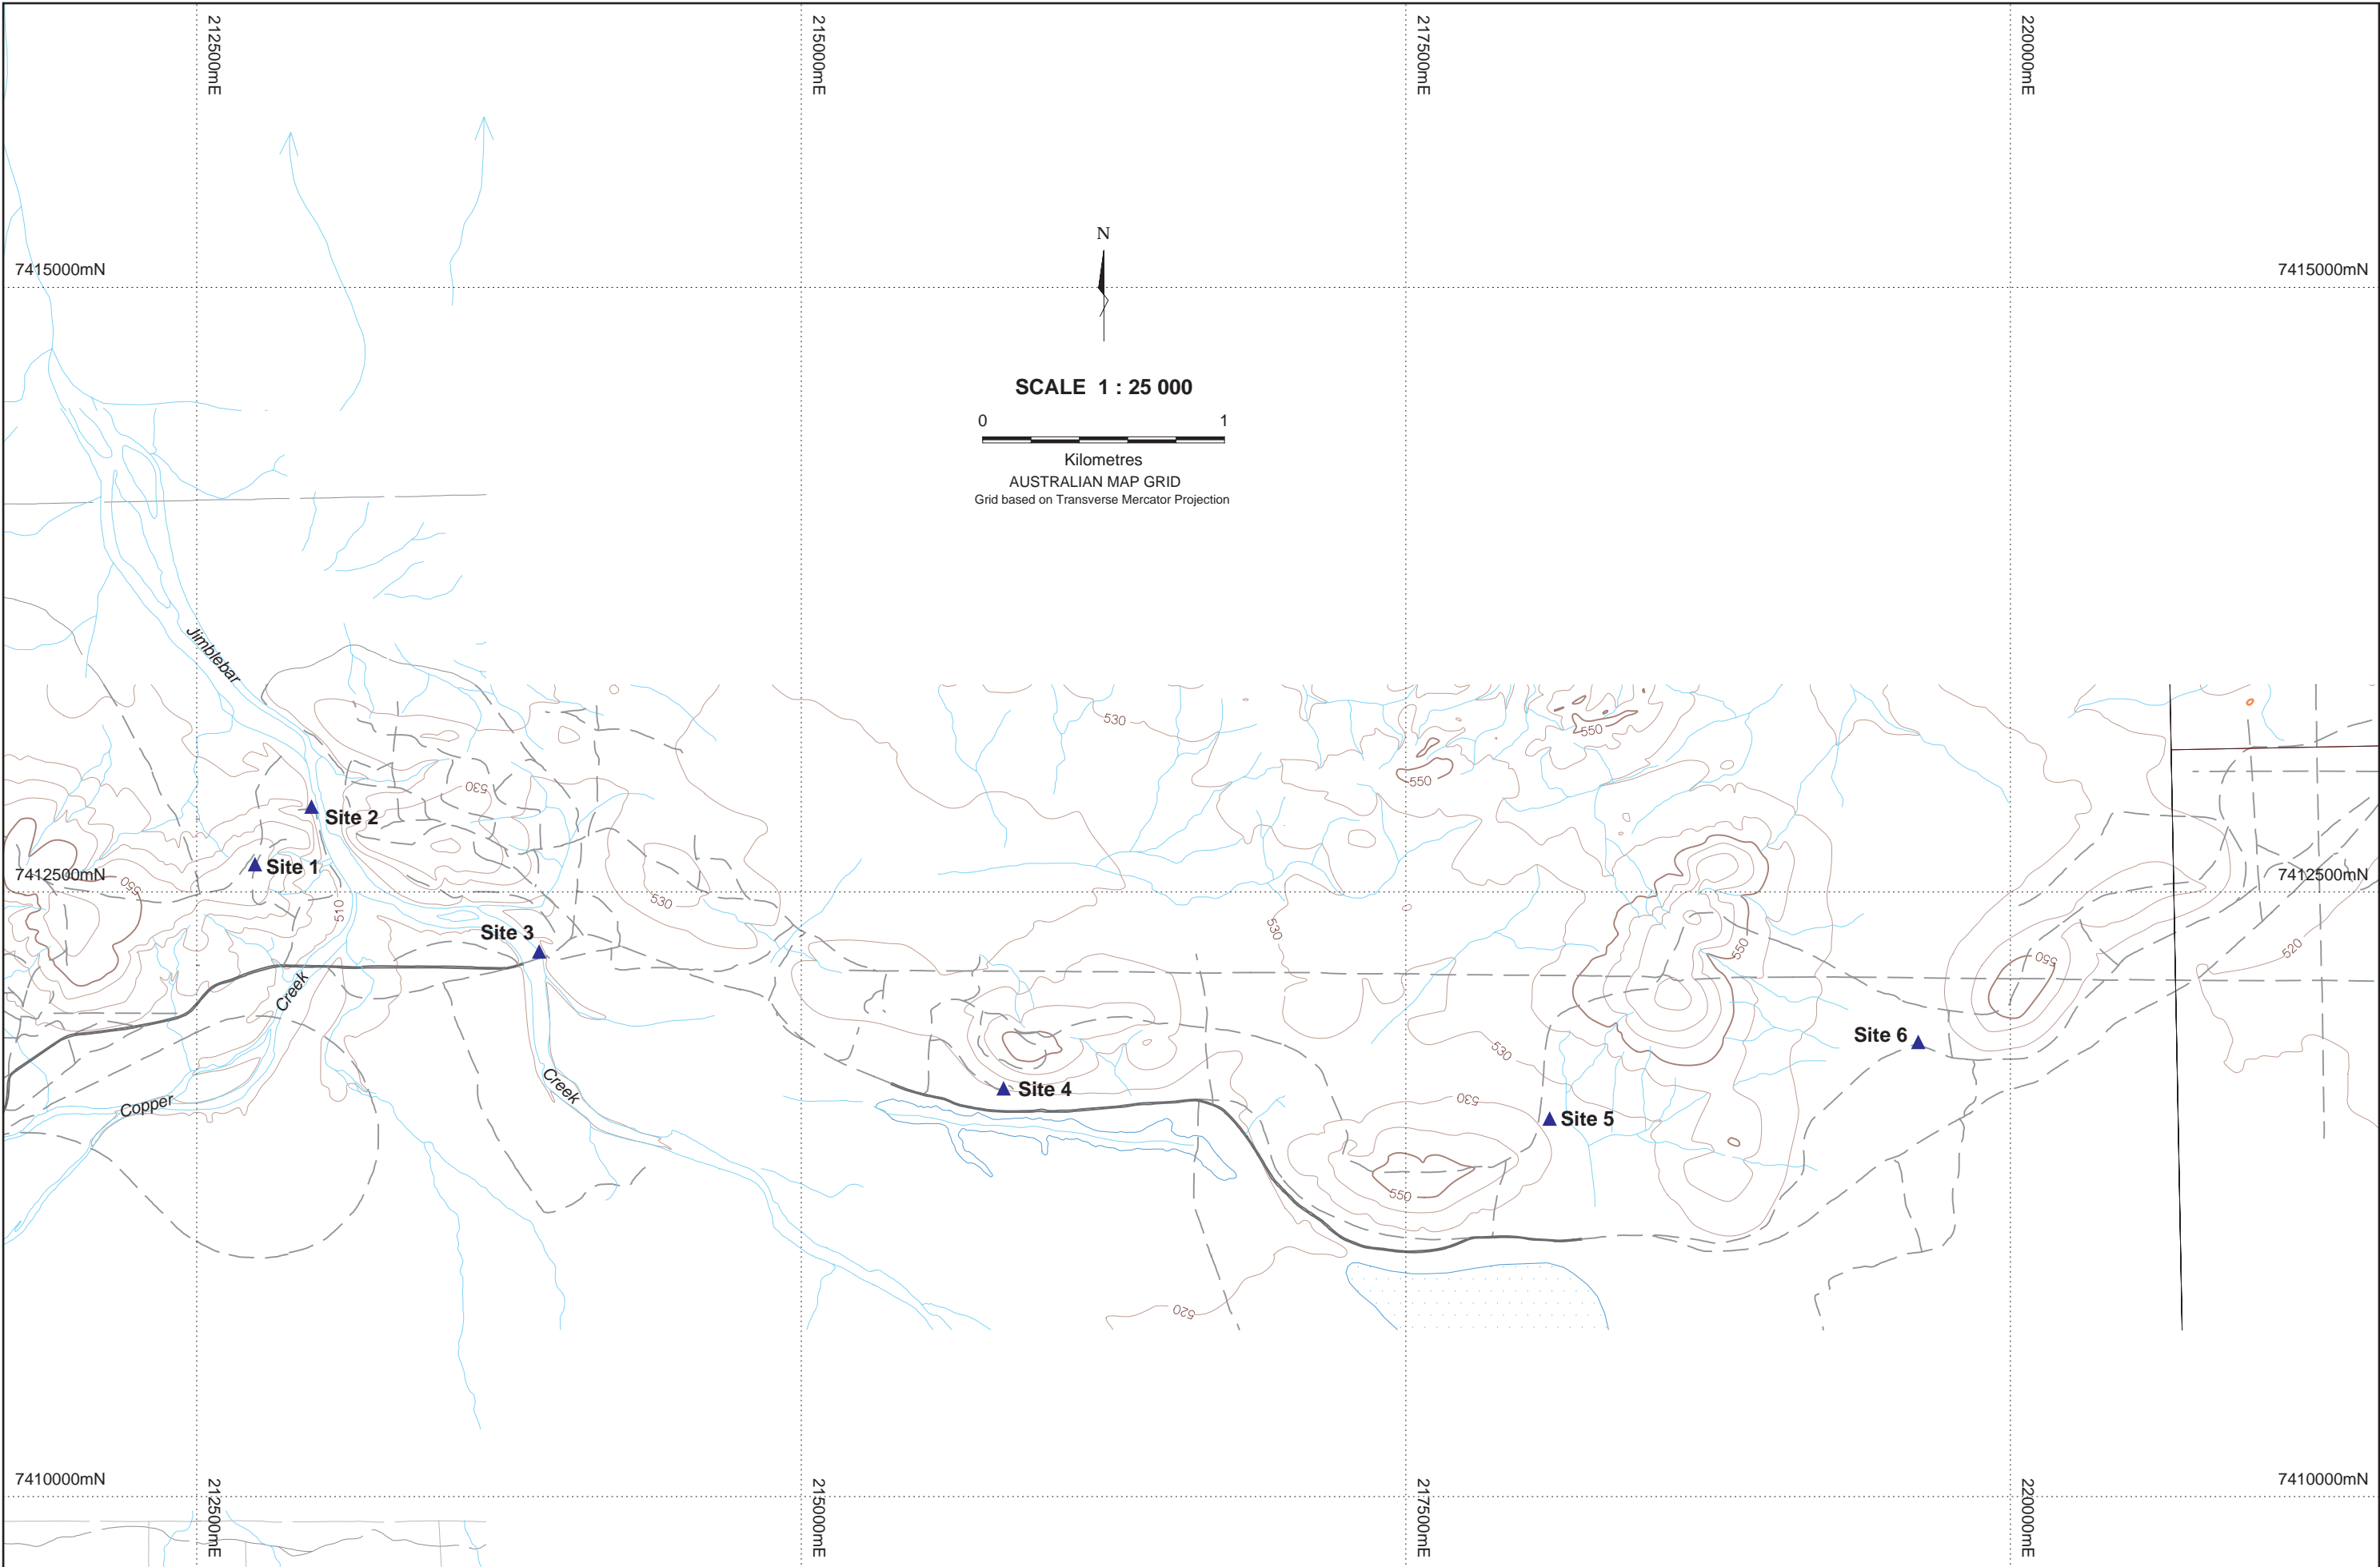 212500mE
215000mE
217500mE
220000mE
N
7415000mN
7415000mN
SCALE 1 : 25 000
0 1
Kilometres
AUSTRALIAN MAP GRID
Grid based on Transverse Mercator Projection
Jimblebar
530
550
550
530
Site 2
Site 1
7412500mN
7412500mN
550
510
530
530
550
520
Site 3
550
Creek
Site 6
530
Creek
Site 4
Copper
530
Site 5
550
520
7410000mN
7410000mN
212500mE
215000mE
217500mE
220000mE